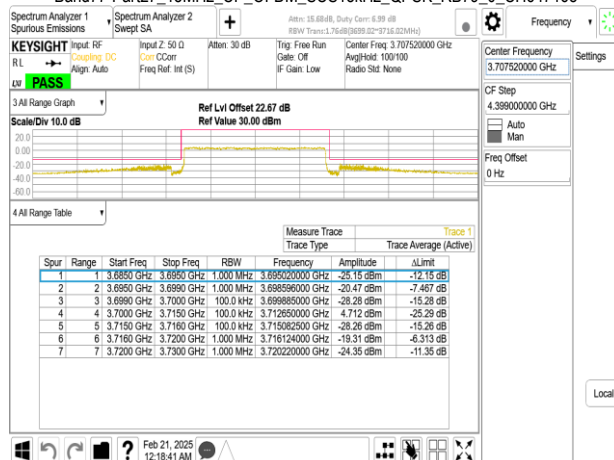 Spectrum Analyzer 1
Spurious Emissions
Spectrum Analyzer 2
Swept SA
+
Attn: 15.68dB, Duty Corr: 6.99 dB
Frequency
KEYSIGHT
RL
Input: RF
Coupling: DC
Align: Auto
Input Z: 50 Ω
Corr CCorr
Freq Ref: Int (S)
Atten: 30 dB
Trig: Free Run
Gate: Off
IF Gain: Low
Center Freq: 3.707520000 GHz
Avg|Hold: 100/100
Radio Std: None
LXI PASS
Center Frequency
3.707520000 GHz
Settings
CF Step
4.399000000 GHz
Auto
Man
Freq Offset
0 Hz
3 All Range Graph
Scale/Div 10.0 dB
Ref Lvl Offset 22.67 dB
Ref Value 30.00 dBm
20.0
0.00
-20.0
-40.0
-60.0
4 All Range Table
Measure Trace Trace 1
Trace Type Trace Average (Active)
Spur Range Start Freq Stop Freq RBW Frequency Amplitude ΔLimit
1 1 3.6850 GHz 3.6950 GHz 1.000 MHz 3.695020000 GHz -25.15 dBm -12.15 dB
2 2 3.6950 GHz 3.6990 GHz 1.000 MHz 3.698596000 GHz -20.47 dBm -7.467 dB
3 3 3.6990 GHz 3.7000 GHz 100.0 kHz 3.699885000 GHz -28.28 dBm -15.28 dB
4 4 3.7000 GHz 3.7150 GHz 100.0 kHz 3.712650000 GHz 4.712 dBm -25.29 dB
5 5 3.7150 GHz 3.7160 GHz 100.0 kHz 3.715082500 GHz -28.26 dBm -15.26 dB
6 6 3.7160 GHz 3.7200 GHz 1.000 MHz 3.716124000 GHz -19.31 dBm -6.313 dB
7 7 3.7200 GHz 3.7300 GHz 1.000 MHz 3.720220000 GHz -24.35 dBm -11.35 dB
Local
?
Feb 21, 2025
12:18:41 AM